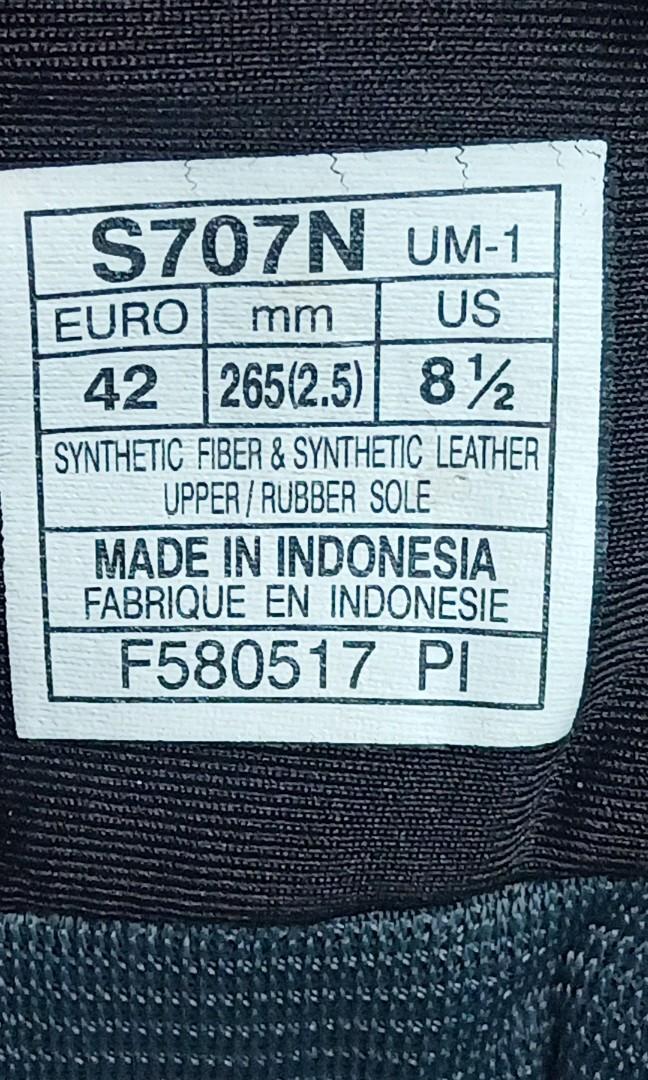 S707N UM-1
EURO mm US
42 265(2.5) 8½
SYNTHETIC FIBER & SYNTHETIC LEATHER
UPPER / RUBBER SOLE
MADE IN INDONESIA
FABRIQUE EN INDONESIE
F580517 PI